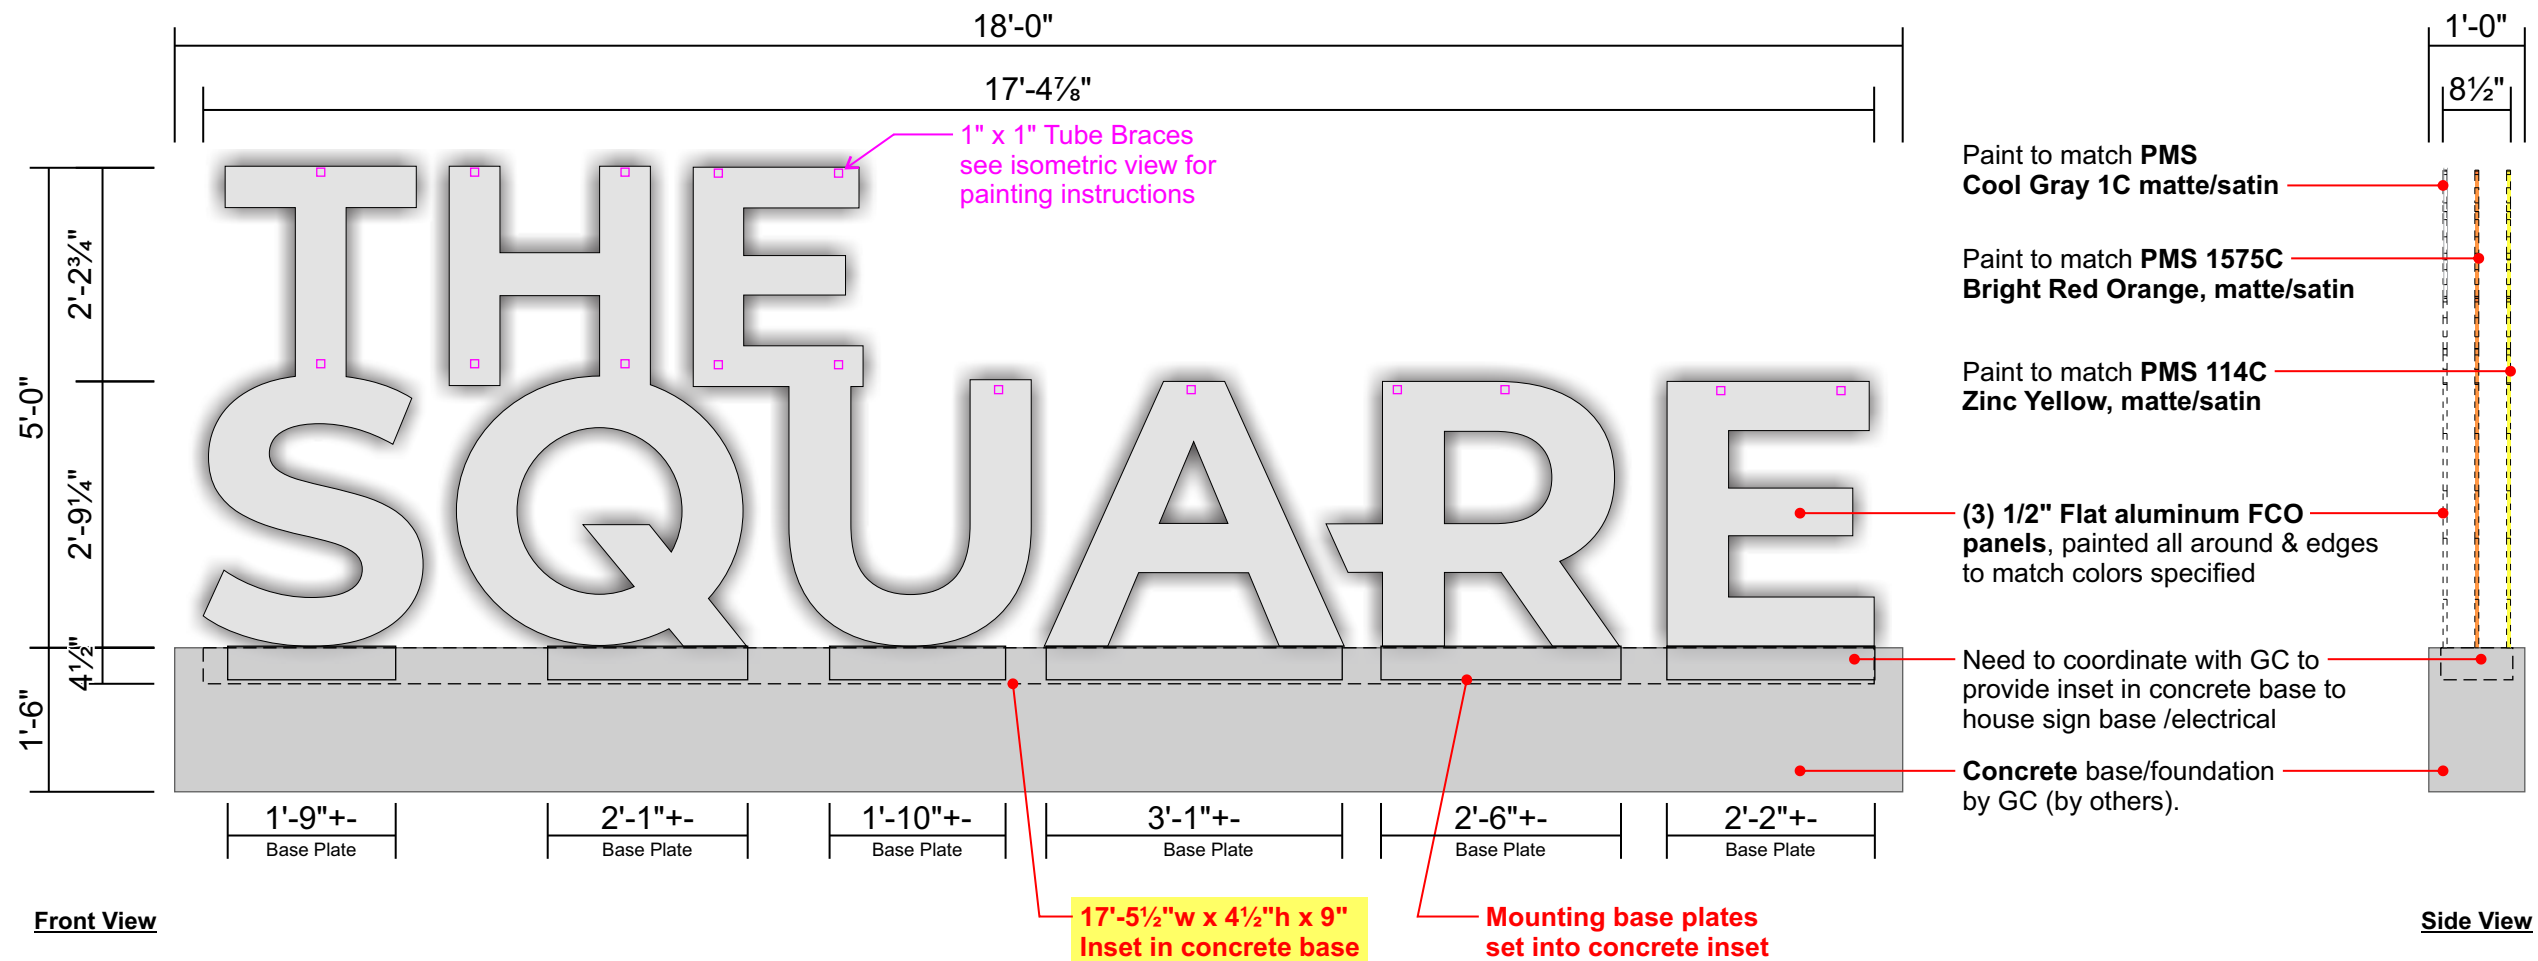 18'-0"
1'-0"
17'-4⅞"
8½"
1" x 1" Tube Braces
see isometric view for
painting instructions
THE
SQUARE
5'-0"
2'-2¾"
2'-9¼"
4½"
1'-6"
Paint to match PMS
Cool Gray 1C matte/satin
Paint to match PMS 1575C
Bright Red Orange, matte/satin
Paint to match PMS 114C
Zinc Yellow, matte/satin
(3) 1/2" Flat aluminum FCO
panels, painted all around & edges
to match colors specified
Need to coordinate with GC to
provide inset in concrete base to
house sign base /electrical
Concrete base/foundation
by GC (by others).
1'-9"+-
Base Plate
2'-1"+-
Base Plate
1'-10"+-
Base Plate
3'-1"+-
Base Plate
2'-6"+-
Base Plate
2'-2"+-
Base Plate
Front View
17'-5½"w x 4½"h x 9"
Inset in concrete base
Mounting base plates
set into concrete inset
Side View